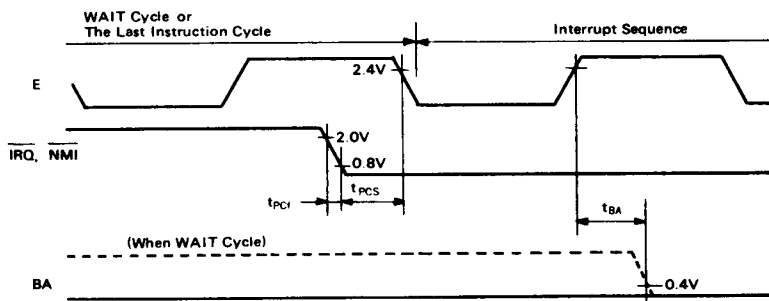 WAIT Cycle or
The Last Instruction Cycle
Interrupt Sequence
E
2.4V
IRQ, NMI
2.0V
0.8V
tPCf
tPCS
tBA
(When WAIT Cycle)
BA
0.4V